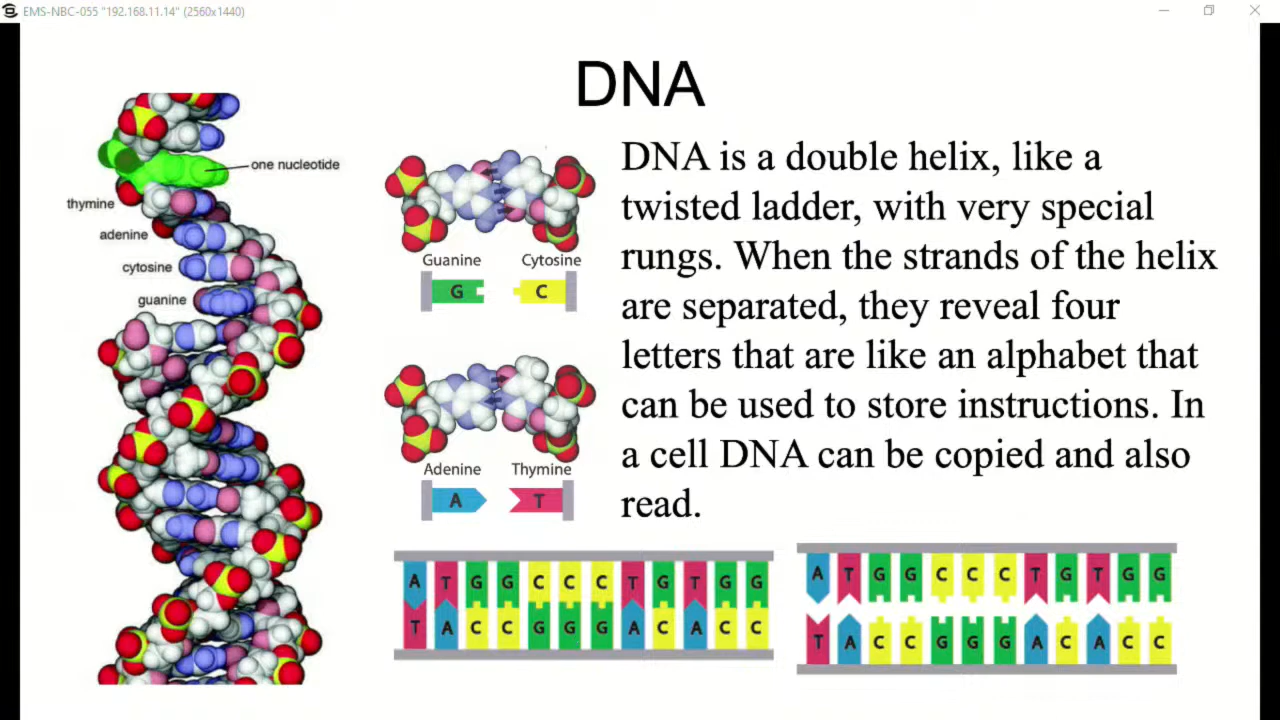 EMS-NBC-055 "192.168.11.14" (2560x1440)
DNA
one nucleotide
thymine
adenine
cytosine
guanine
Guanine Cytosine
G C
Adenine Thymine
A T
DNA is a double helix, like a
twisted ladder, with very special
rungs. When the strands of the helix
are separated, they reveal four
letters that are like an alphabet that
can be used to store instructions. In
a cell DNA can be copied and also
read.
A T G G C C C T G T G G
T A C C G G G A C A C C
A T G G C C C T G T G G
T A C C G G G A C A C C